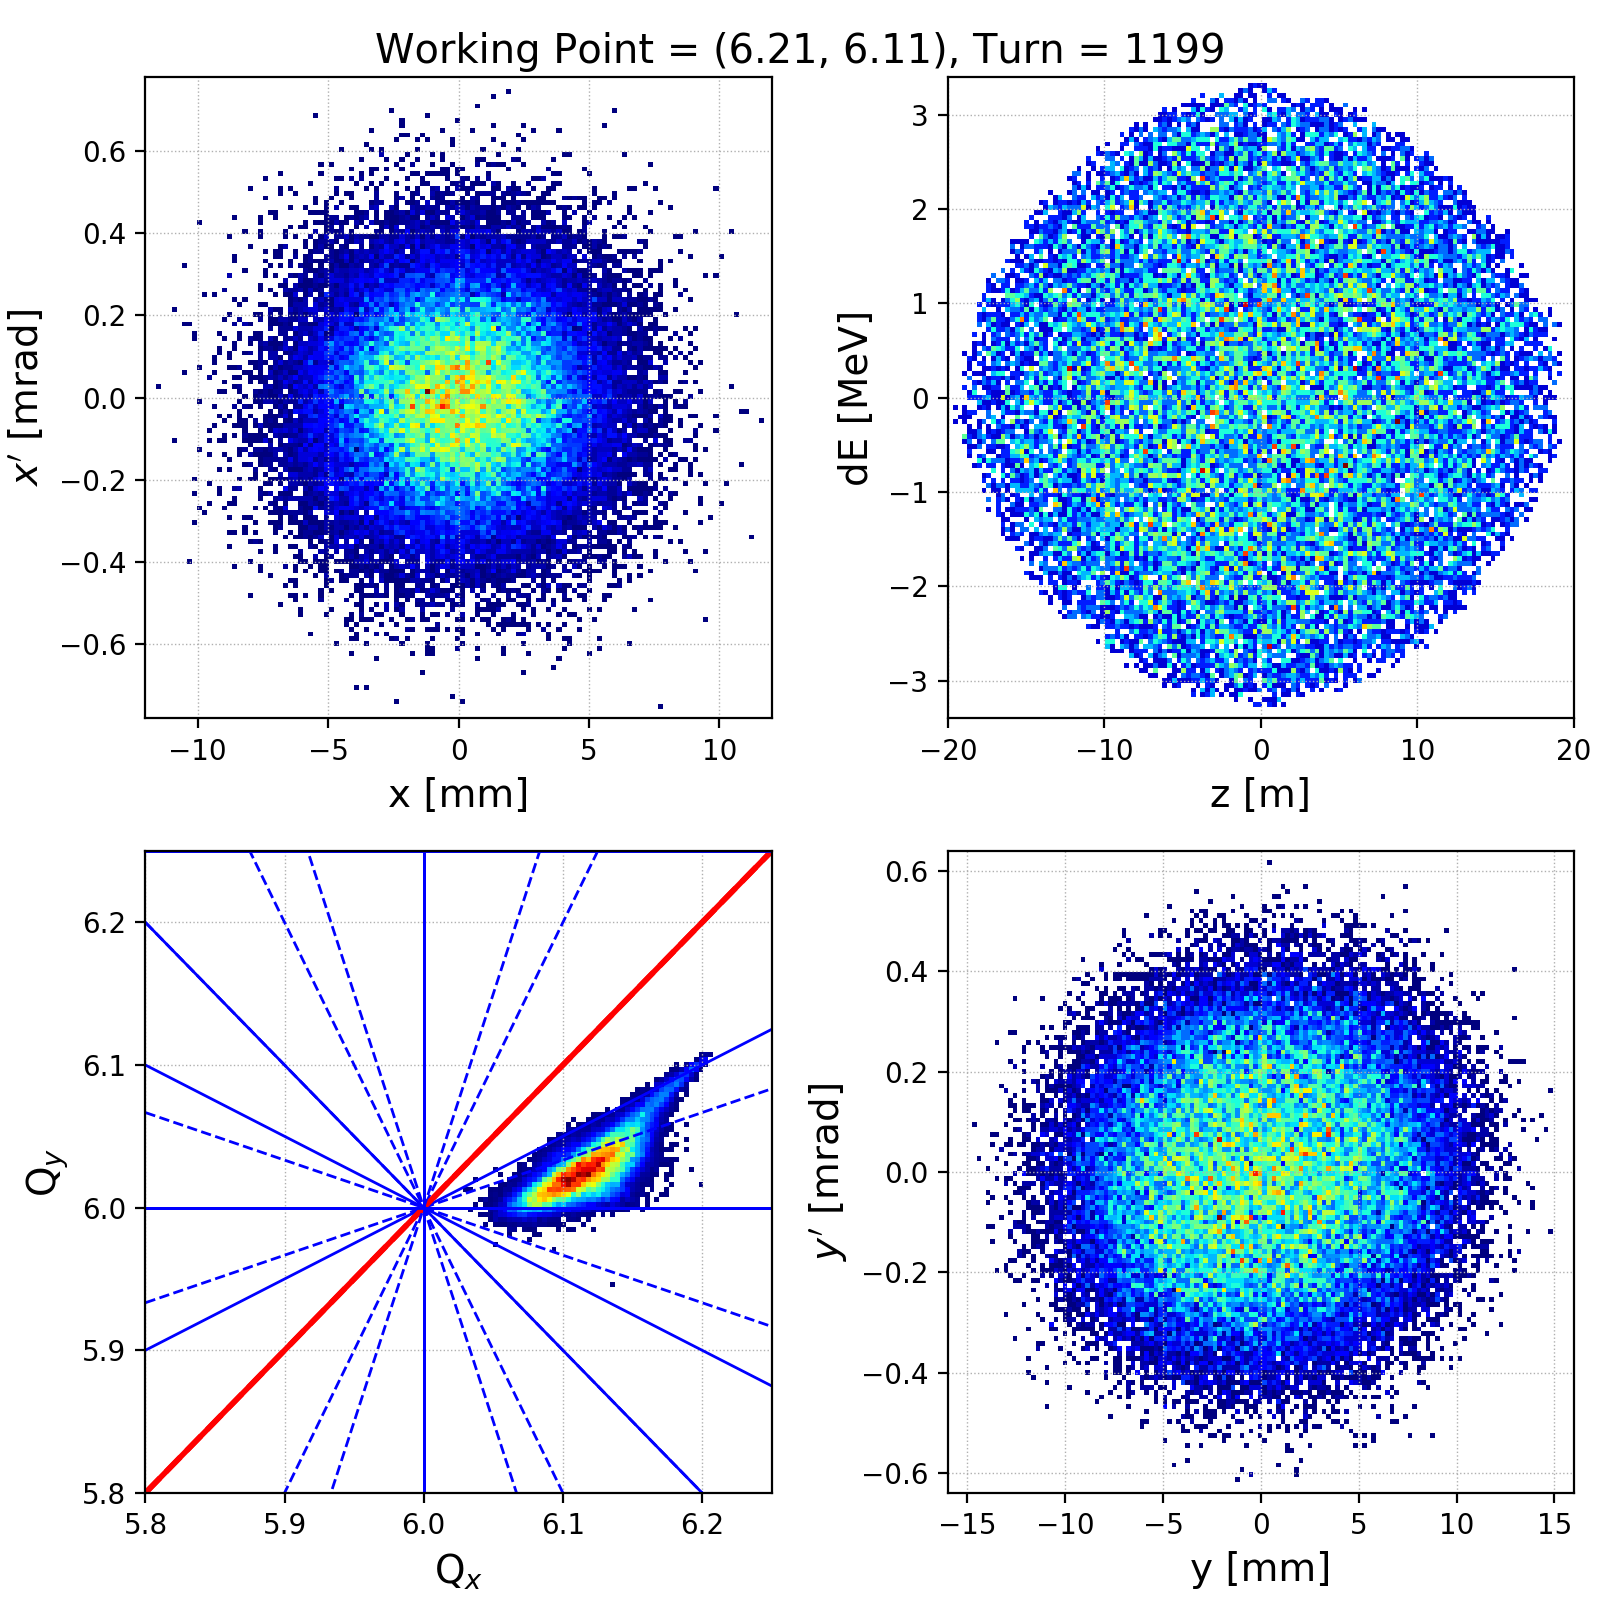 Working Point = (6.21, 6.11), Turn = 1199
0.6
0.4
0.2
0.0
−0.2
−0.4
−0.6
x′ [mrad]
−10 −5 0 5 10
x [mm]
3
2
1
0
−1
−2
−3
dE [MeV]
−20 −10 0 10 20
z [m]
6.2
6.1
6.0
5.9
5.8
Qy
5.8 5.9 6.0 6.1 6.2
Qx
0.6
0.4
0.2
0.0
−0.2
−0.4
−0.6
y′ [mrad]
−15 −10 −5 0 5 10 15
y [mm]